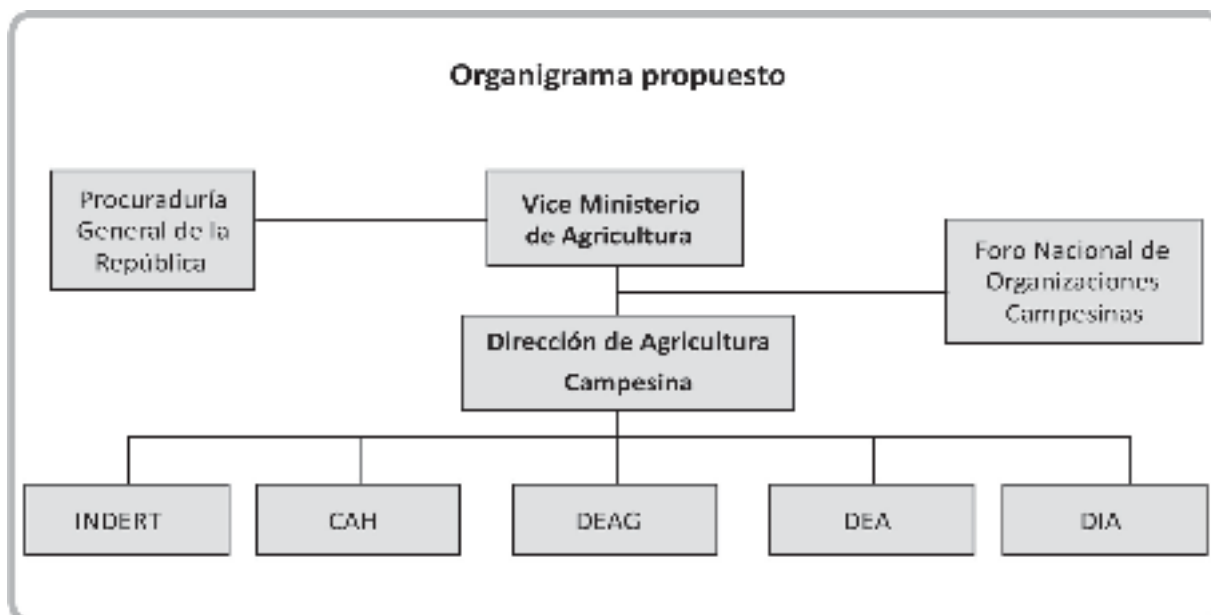 Organigrama propuesto
Procuraduría
General de la
República
Vice Ministerio
de Agricultura
Foro Nacional de
Organizaciones
Campesinas
Dirección de Agricultura
Campesina
INDERT
CAH
DEAG
DEA
DIA